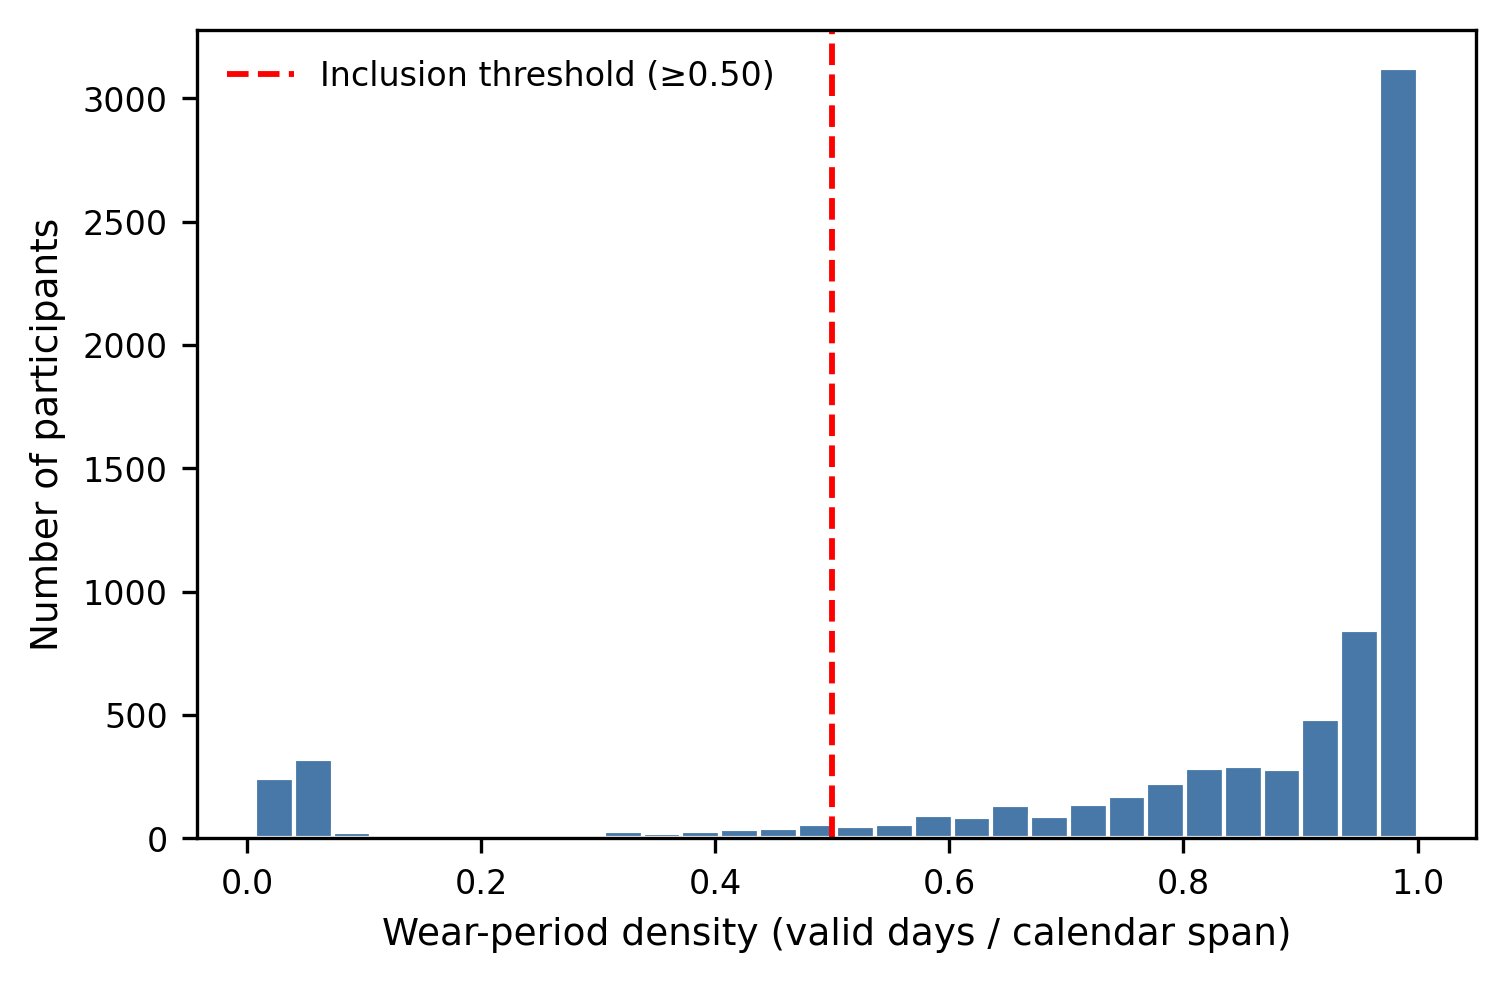 Inclusion threshold (≥0.50)
Number of participants
3000
2500
2000
1500
1000
500
0
0.0 0.2 0.4 0.6 0.8 1.0
Wear-period density (valid days / calendar span)